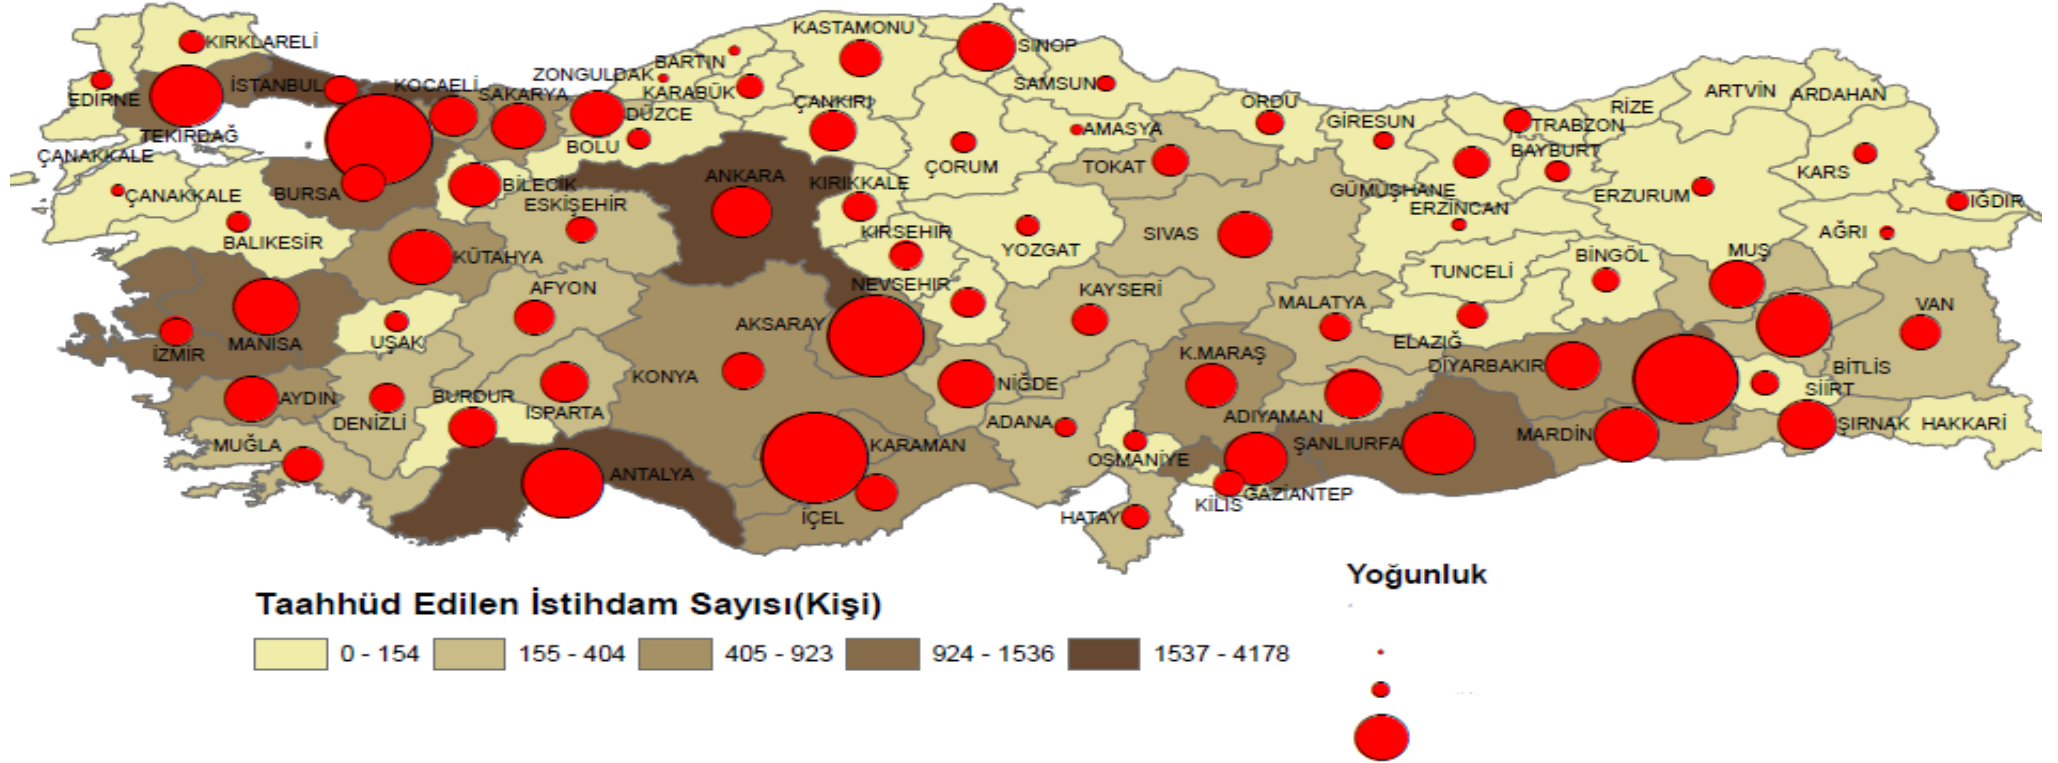 KASTAMONU
KIRKLARELİ
SİNOP
BARTIN
ZONGULDAK
İSTANBUL
KOCAELİ
SAKARYA
KARABÜK
SAMSUN
EDİRNE
ÇANKIRI
ORDU
RİZE
ARTVİN
ARDAHAN
DÜZCE
GİRESUN
TRABZON
TEKİRDAĞ
AMASYA
BOLU
ÇANAKKALE
ÇORUM
TOKAT
BAYBURT
KARS
ANKARA
KIRIKKALE
BİLECİK
BURSA
ÇANAKKALE
GÜMÜŞHANE
ERZURUM
IĞDIR
ESKİŞEHİR
ERZİNCAN
KIRŞEHİR
SIVAS
AĞRI
BALIKESİR
YOZGAT
KÜTAHYA
BİNGÖL
MUŞ
TUNCELİ
NEVŞEHIR
AFYON
KAYSERİ
MALATYA
VAN
AKSARAY
UŞAK
MANİSA
ELAZIĞ
İZMİR
K.MARAŞ
DİYARBAKIR
BİTLİS
KONYA
NİĞDE
SİİRT
AYDIN
BURDUR
ISPARTA
DENİZLİ
ADANA
ADIYAMAN
ŞIRNAK
HAKKARİ
MUĞLA
KARAMAN
ŞANLIURFA
MARDİN
OSMANİYE
ANTALYA
GAZİANTEP
KİLİS
İÇEL
HATAY
Yoğunluk
Taahhüd Edilen İstihdam Sayısı(Kişi)
0 - 154 155 - 404 405 - 923 924 - 1536 1537 - 4178